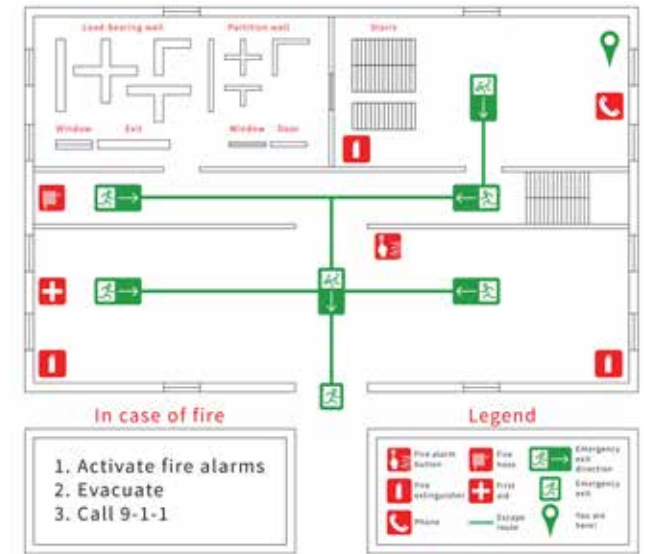 Load Bearing wall
Partition wall
Stairs
Window
Exit
Window
Door
In case of fire
1. Activate fire alarms
2. Evacuate
3. Call 9-1-1
Legend
Fire alarm
button
Fire
hose
Emergency
exit
direction
Fire
extinguisher
First
aid
Emergency
exit
Phone
Escape
route
You are
here!